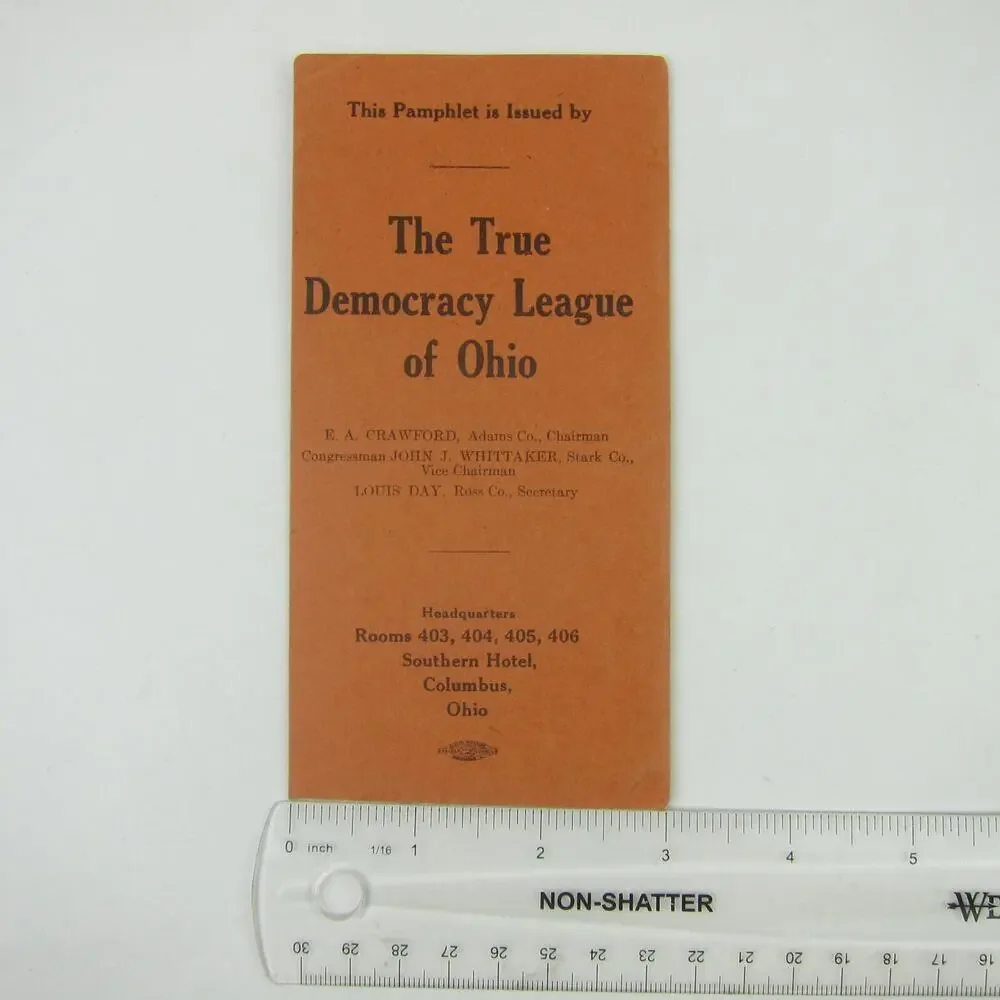 This Pamphlet is Issued by
The True
Democracy League
of Ohio
E. A. CRAWFORD, Adams Co., Chairman
Congressman JOHN J. WHITTAKER, Stark Co.,
Vice Chairman
LOUIS DAY, Ross Co., Secretary
Headquarters
Rooms 403, 404, 405, 406
Southern Hotel,
Columbus,
Ohio
0 inch 1/16 1 2 3 4 5
NON-SHATTER
30 29 28 27 26 25 24 23 22 21 20 19 18 17 16